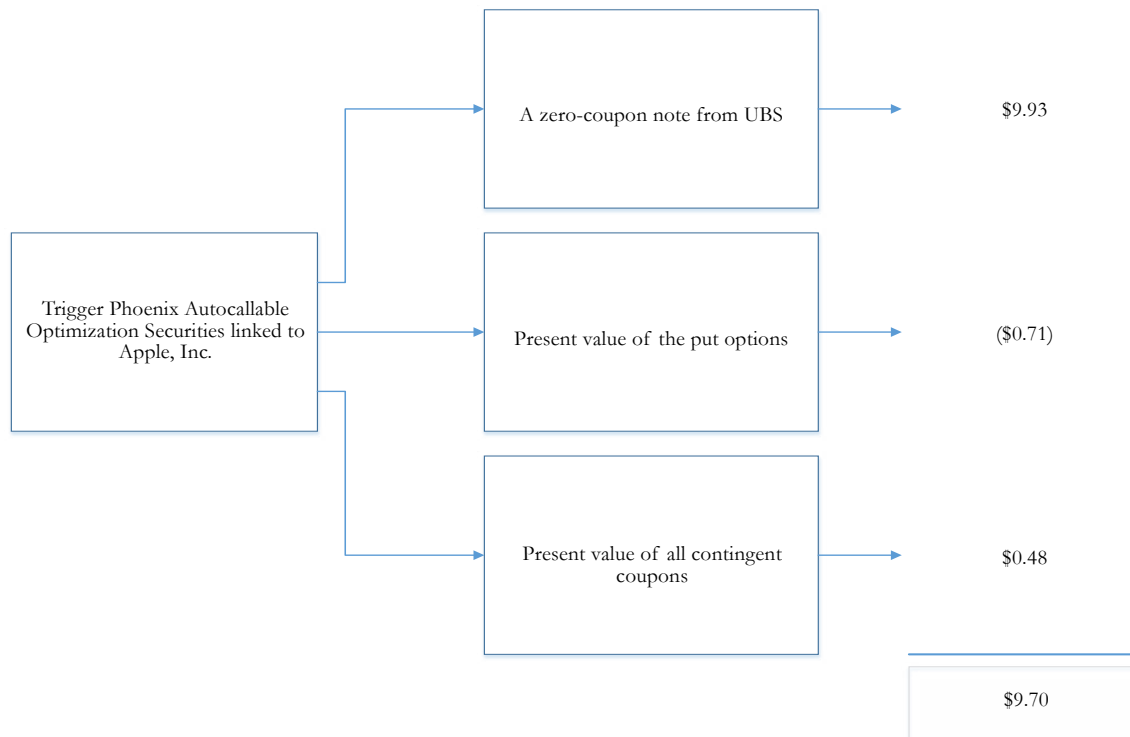 A zero-coupon note from UBS
$9.93
Trigger Phoenix Autocallable
Optimization Securities linked to
Apple, Inc.
Present value of the put options
($0.71)
Present value of all contingent
coupons
$0.48
$9.70